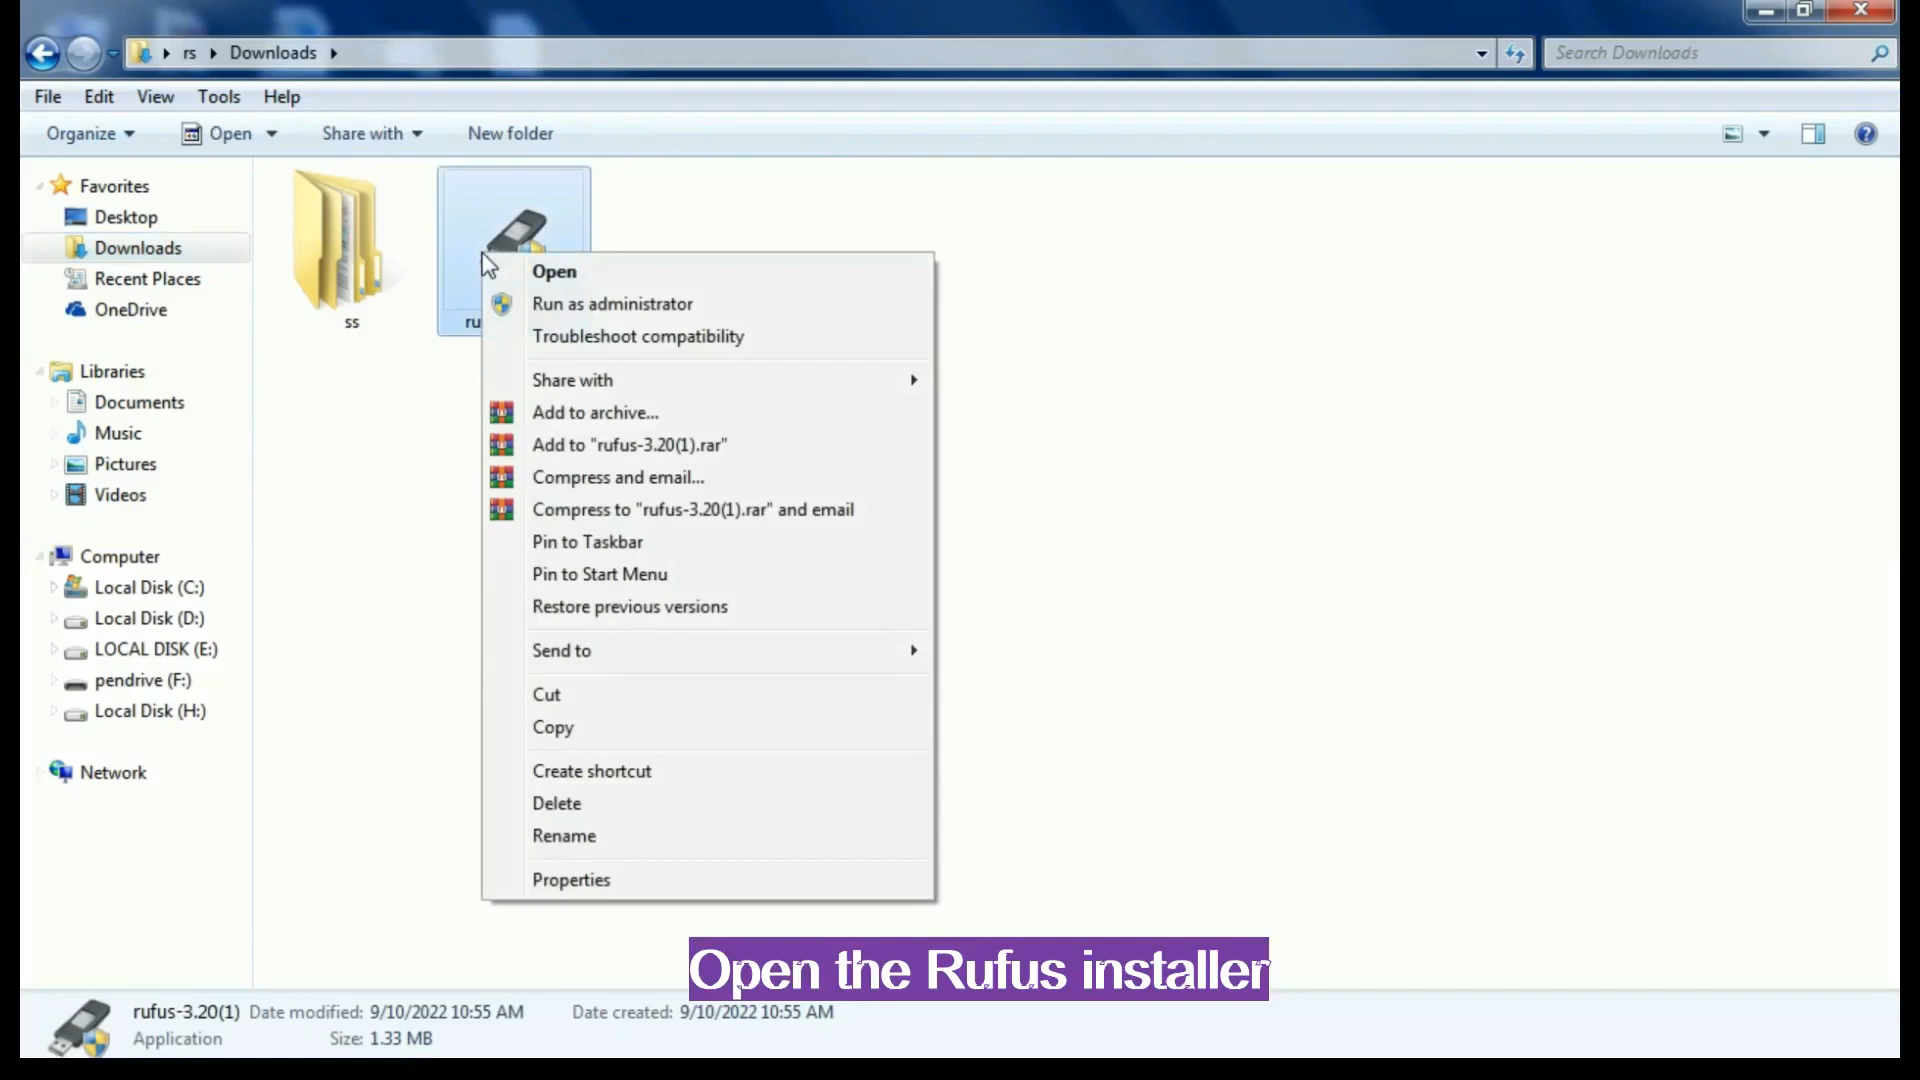 rs Downloads
Search Downloads
File Edit View Tools Help
Organize Open Share with New folder
Favorites
Desktop
Downloads
Recent Places
OneDrive
Libraries
Documents
Music
Pictures
Videos
Computer
Local Disk (C:)
Local Disk (D:)
LOCAL DISK (E:)
pendrive (F:)
Local Disk (H:)
Network
ss
ru
Open
Run as administrator
Troubleshoot compatibility
Share with
Add to archive...
Add to "rufus-3.20(1).rar"
Compress and email...
Compress to "rufus-3.20(1).rar" and email
Pin to Taskbar
Pin to Start Menu
Restore previous versions
Send to
Cut
Copy
Create shortcut
Delete
Rename
Properties
Open the Rufus installer
rufus-3.20(1) Date modified: 9/10/2022 10:55 AM Date created: 9/10/2022 10:55 AM
Application Size: 1.33 MB